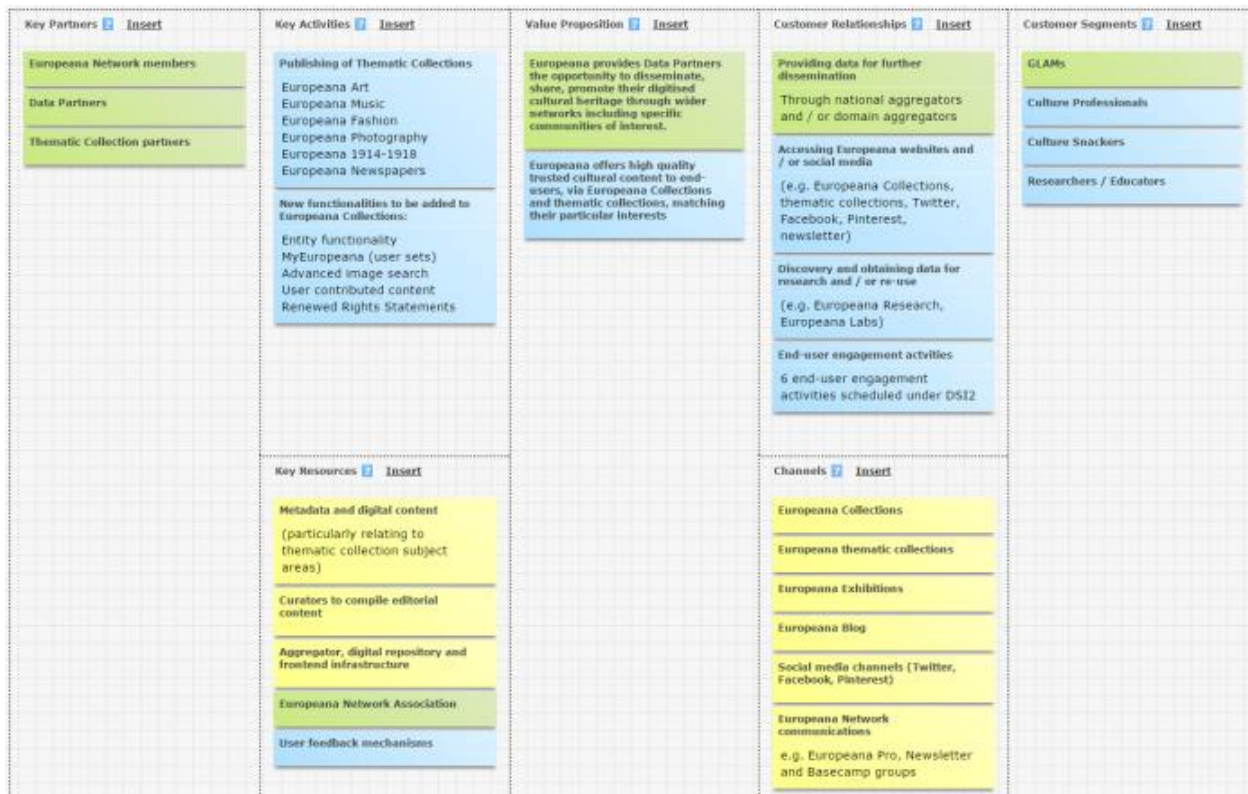 Key Partners ? Insert
Europeana Network members
Data Partners
Thematic Collection partners
Key Activities ? Insert
Publishing of Thematic Collections
Europeana Art
Europeana Music
Europeana Fashion
Europeana Photography
Europeana 1914-1918
Europeana Newspapers
New functionalities to be added to
Europeana Collections:
Entity functionality
MyEuropeana (user sets)
Advanced image search
User contributed content
Renewed Rights Statements
Key Resources ? Insert
Metadata and digital content
(particularly relating to
thematic collection subject
areas)
Curators to compile editorial
content
Aggregator, digital repository and
frontend infrastructure
Europeana Network Association
User feedback mechanisms
Value Proposition ? Insert
Europeana provides Data Partners
the opportunity to disseminate,
share, promote their digitised
cultural heritage through wider
networks including specific
communities of interest.
Europeana offers high quality
trusted cultural content to end-
users, via Europeana Collections
and thematic collections, matching
their particular interests
Customer Relationships ? Insert
Providing data for further
dissemination
Through national aggregators
and / or domain aggregators
Accessing Europeana websites and
/ or social media
(e.g. Europeana Collections,
thematic collections, Twitter,
Facebook, Pinterest,
newsletter)
Discovery and obtaining data for
research and / or re-use
(e.g. Europeana Research,
Europeana Labs)
End-user engagement actvities
6 end-user engagement
activities scheduled under DSI2
Channels ? Insert
Europeana Collections
Europeana thematic collections
Europeana Exhibitions
Europeana Blog
Social media channels (Twitter,
Facebook, Pinterest)
Europeana Network
communications
e.g. Europeana Pro, Newsletter
and Basecamp groups
Customer Segments ? Insert
GLAMs
Culture Professionals
Culture Snackers
Researchers / Educators